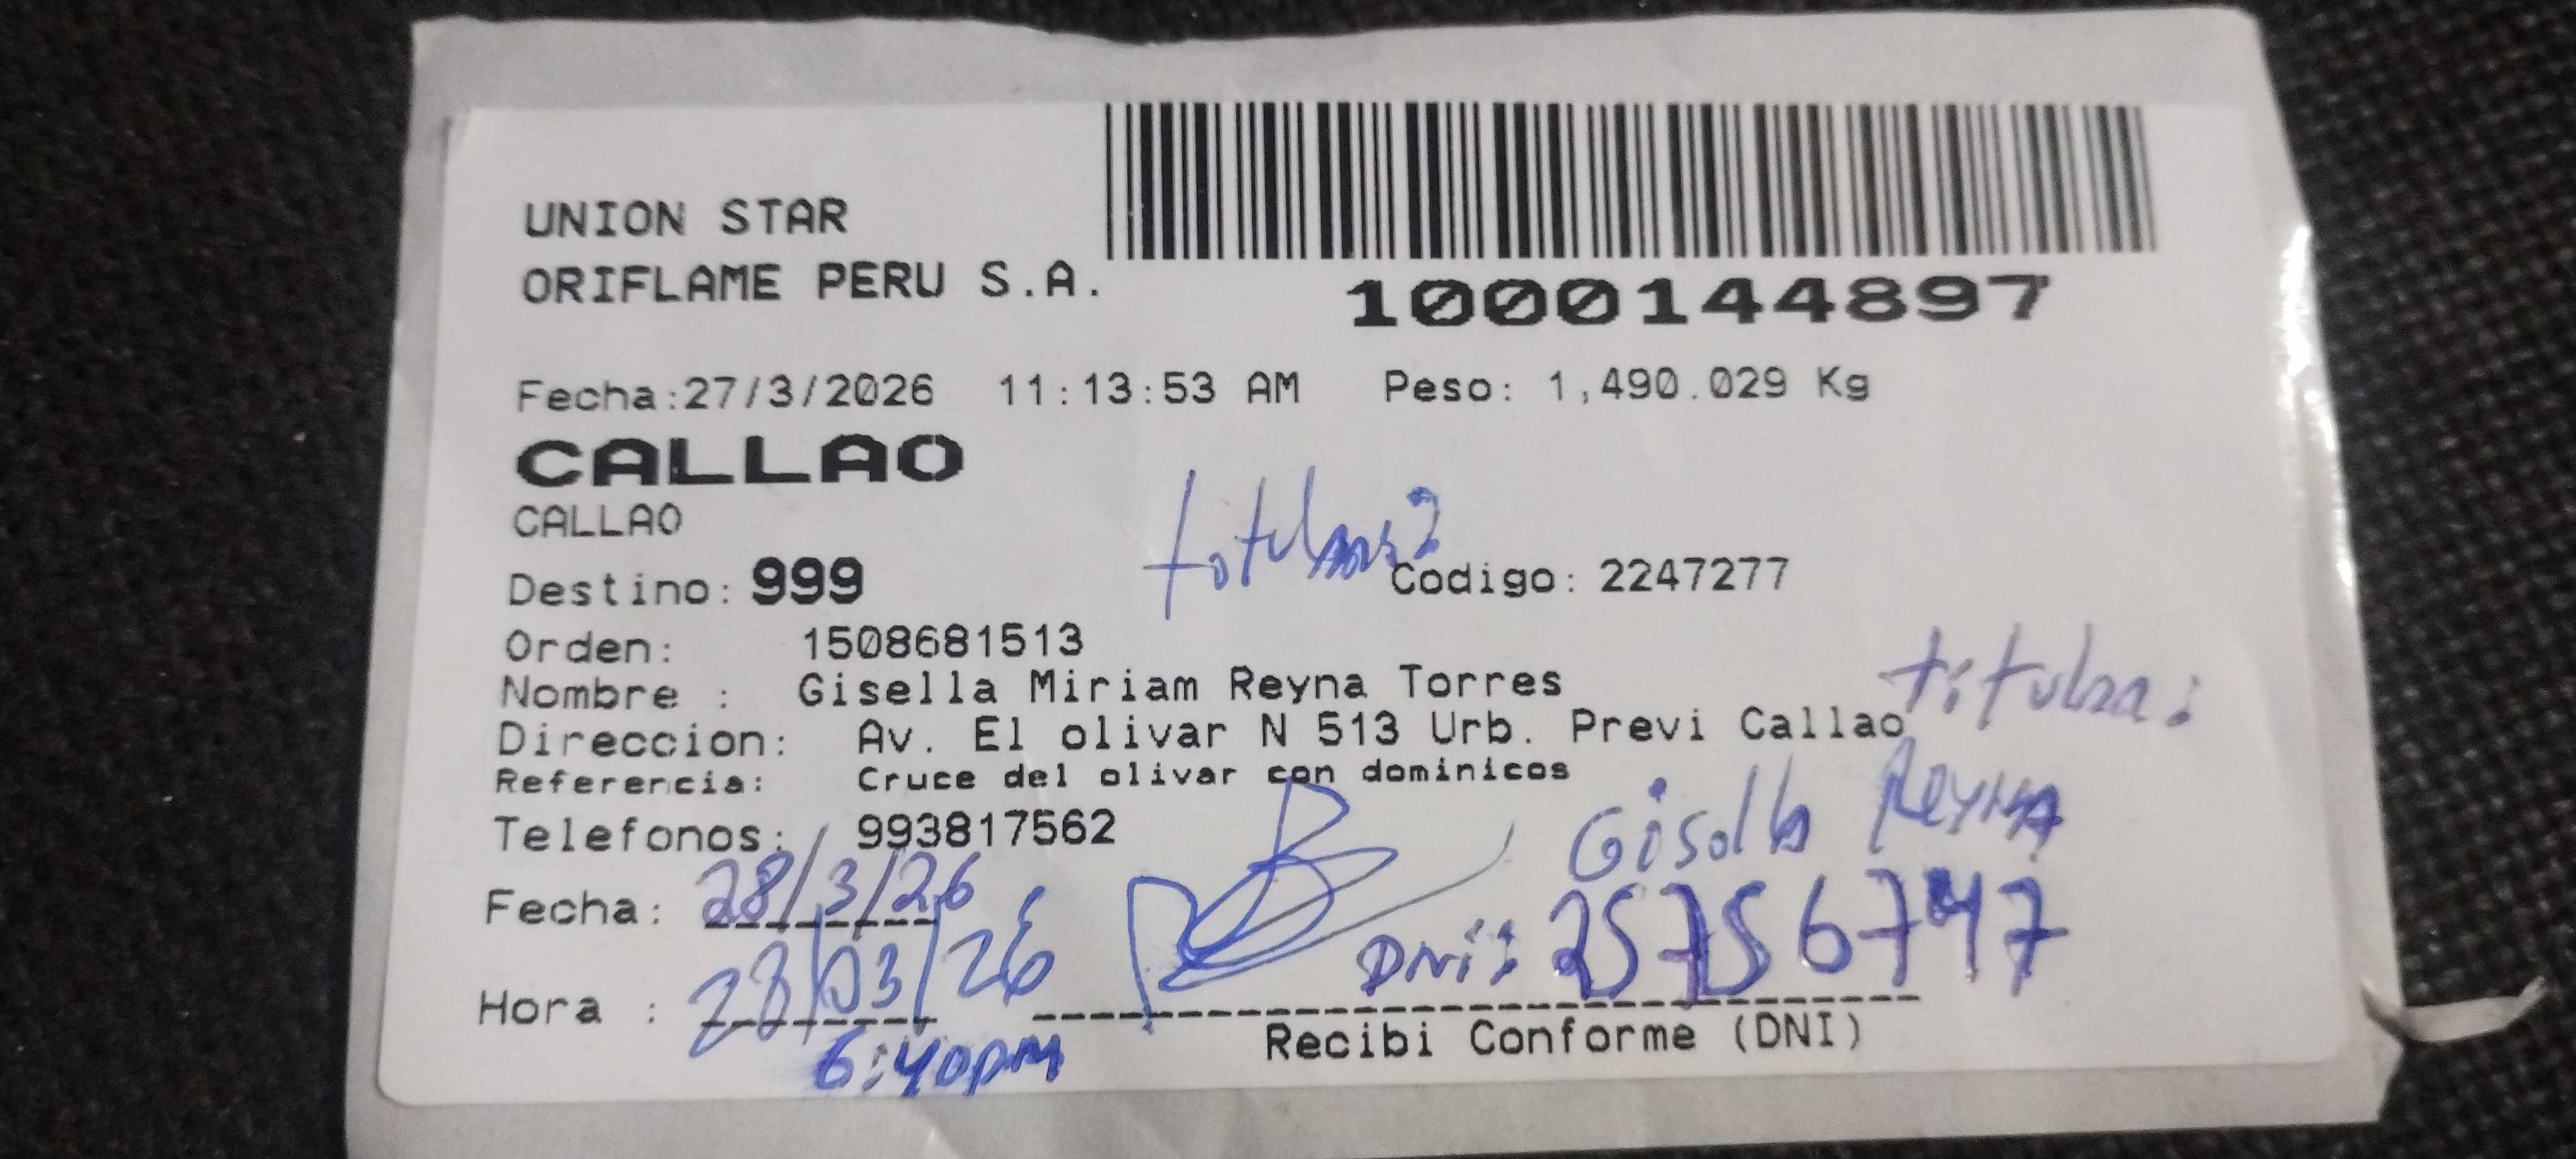 UNION STAR
ORIFLAME PERU S.A.
1000144897
Fecha:27/3/2026 11:13:53 AM Peso: 1,490.029 Kg
CALLAO
CALLAO
Destino: 999 Codigo: 2247277
Orden: 1508681513
Nombre : Gisella Miriam Reyna Torres
titular:
Direccion: Av. El olivar N 513 Urb. Previ Callao
Referencia: Cruce del olivar con dominicos
Gisella Reyna
Telefonos: 993817562
Fecha: 28/3/26
DNI: 25756747
Hora : 28/03/26
6:40pm
Recibi Conforme (DNI)